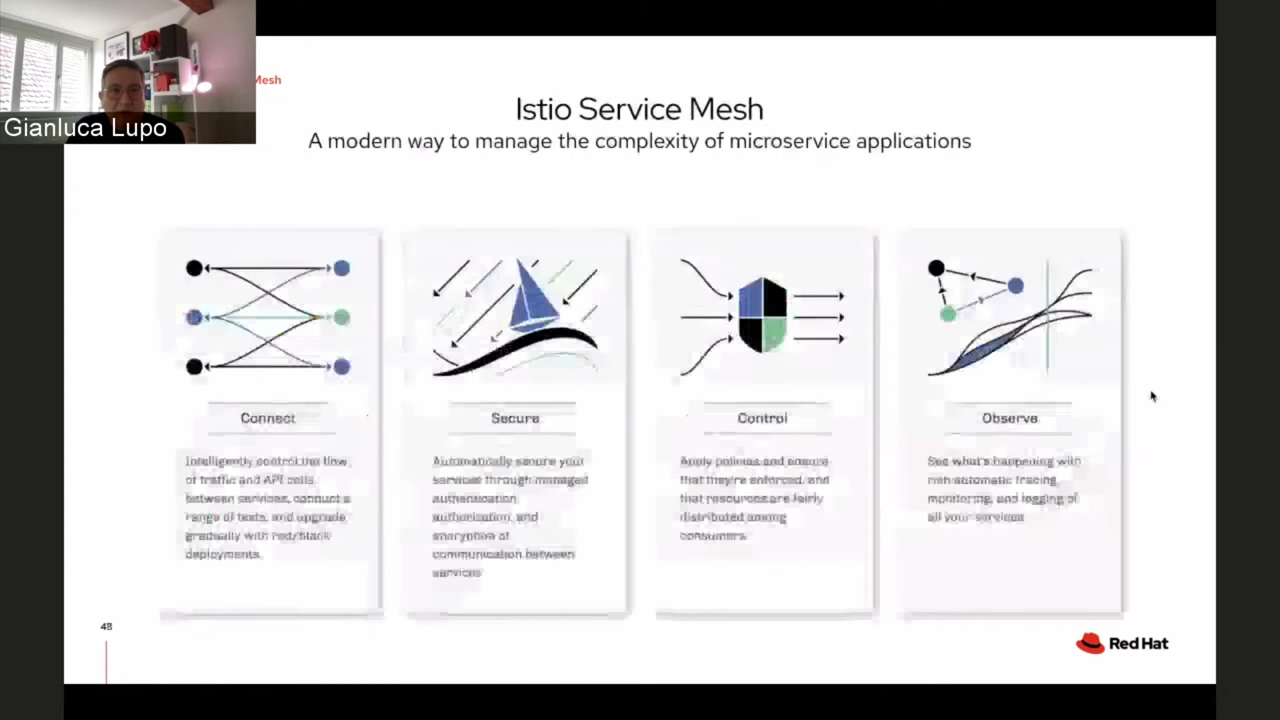 Mesh
Gianluca Lupo
Istio Service Mesh
A modern way to manage the complexity of microservice applications
Connect
Intelligently control the flow
of traffic and API calls
between services, conduct a
range of tests, and upgrade
gradually with red/black
deployments.
Secure
Automatically secure your
services through managed
authentication,
authorization, and
encryption of
communication between
services
Control
Apply policies and ensure
that they're enforced, and
that resources are fairly
distributed among
consumers.
Observe
See what's happening with
rich automatic tracing,
monitoring, and logging of
all your services
48
Red Hat